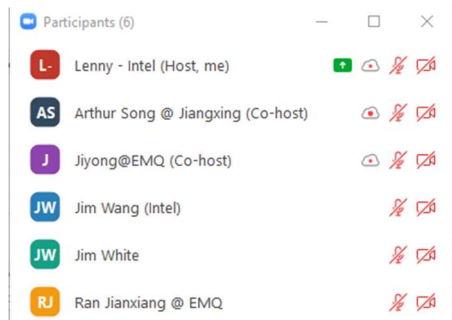 Participants (6)
L- Lenny - Intel (Host, me)
AS Arthur Song @ Jiangxing (Co-host)
J Jiyong@EMQ (Co-host)
JW Jim Wang (Intel)
JW Jim White
RJ Ran Jianxiang @ EMQ